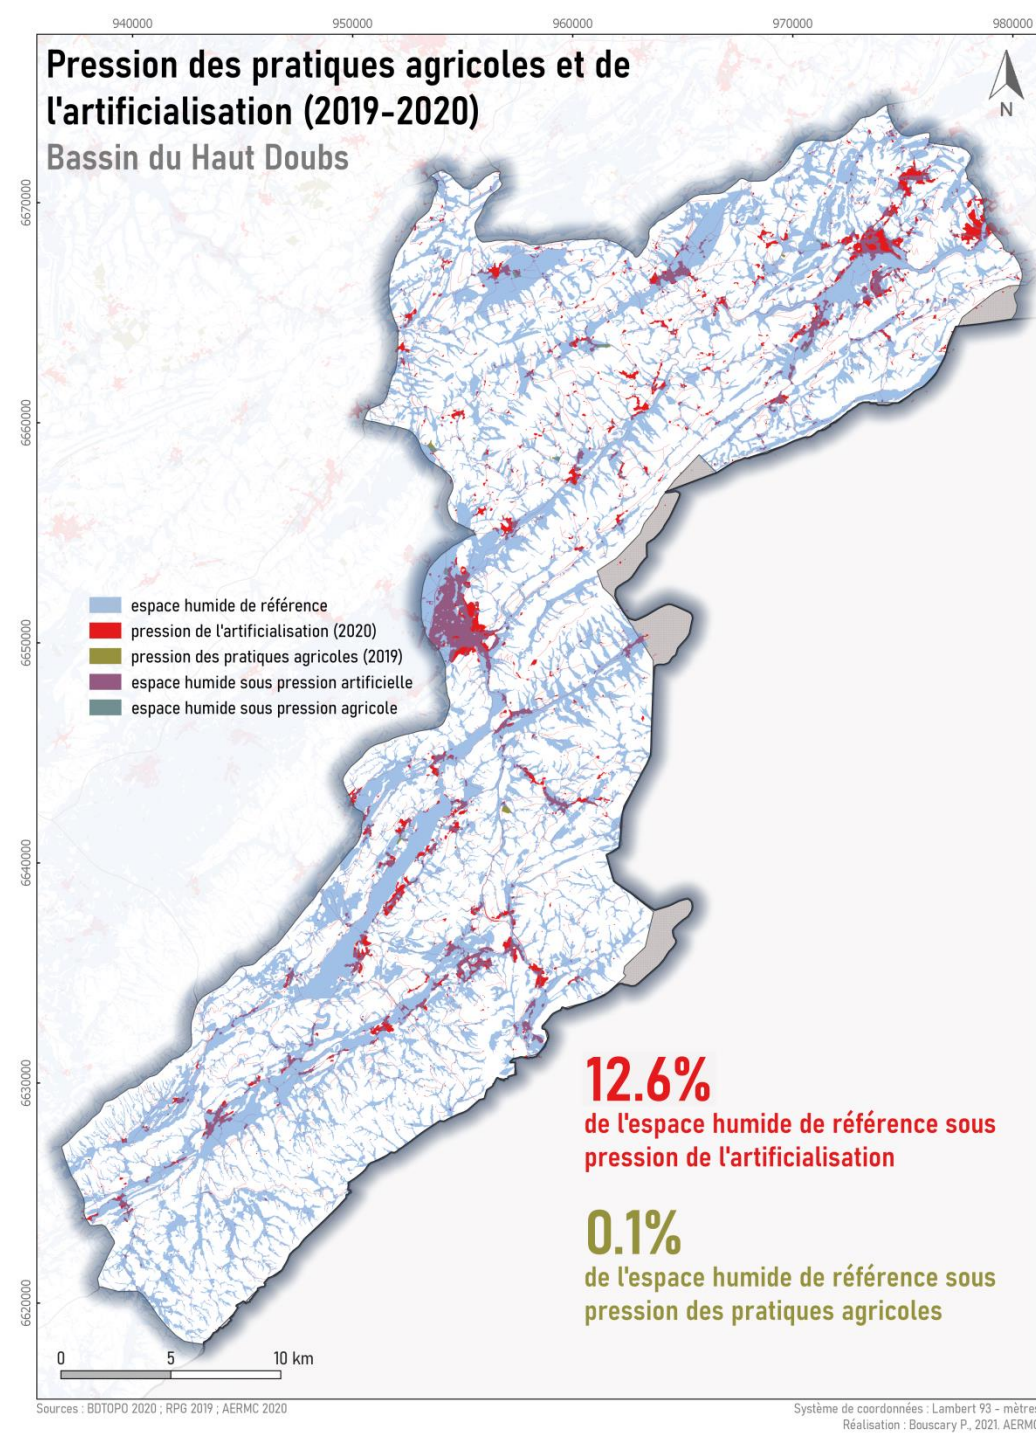 940000
950000
960000
970000
980000
Pression des pratiques agricoles et de
l'artificialisation (2019-2020)
Bassin du Haut Doubs
N
6670000
6660000
6650000
6640000
6630000
6620000
espace humide de référence
pression de l'artificialisation (2020)
pression des pratiques agricoles (2019)
espace humide sous pression artificielle
espace humide sous pression agricole
12.6%
de l'espace humide de référence sous
pression de l'artificialisation
0.1%
de l'espace humide de référence sous
pression des pratiques agricoles
0 5 10 km
Sources : BDTOPO 2020 ; RPG 2019 ; AERMC 2020
Système de coordonnées : Lambert 93 - mètres
Réalisation : Bouscary P., 2021. AERMC